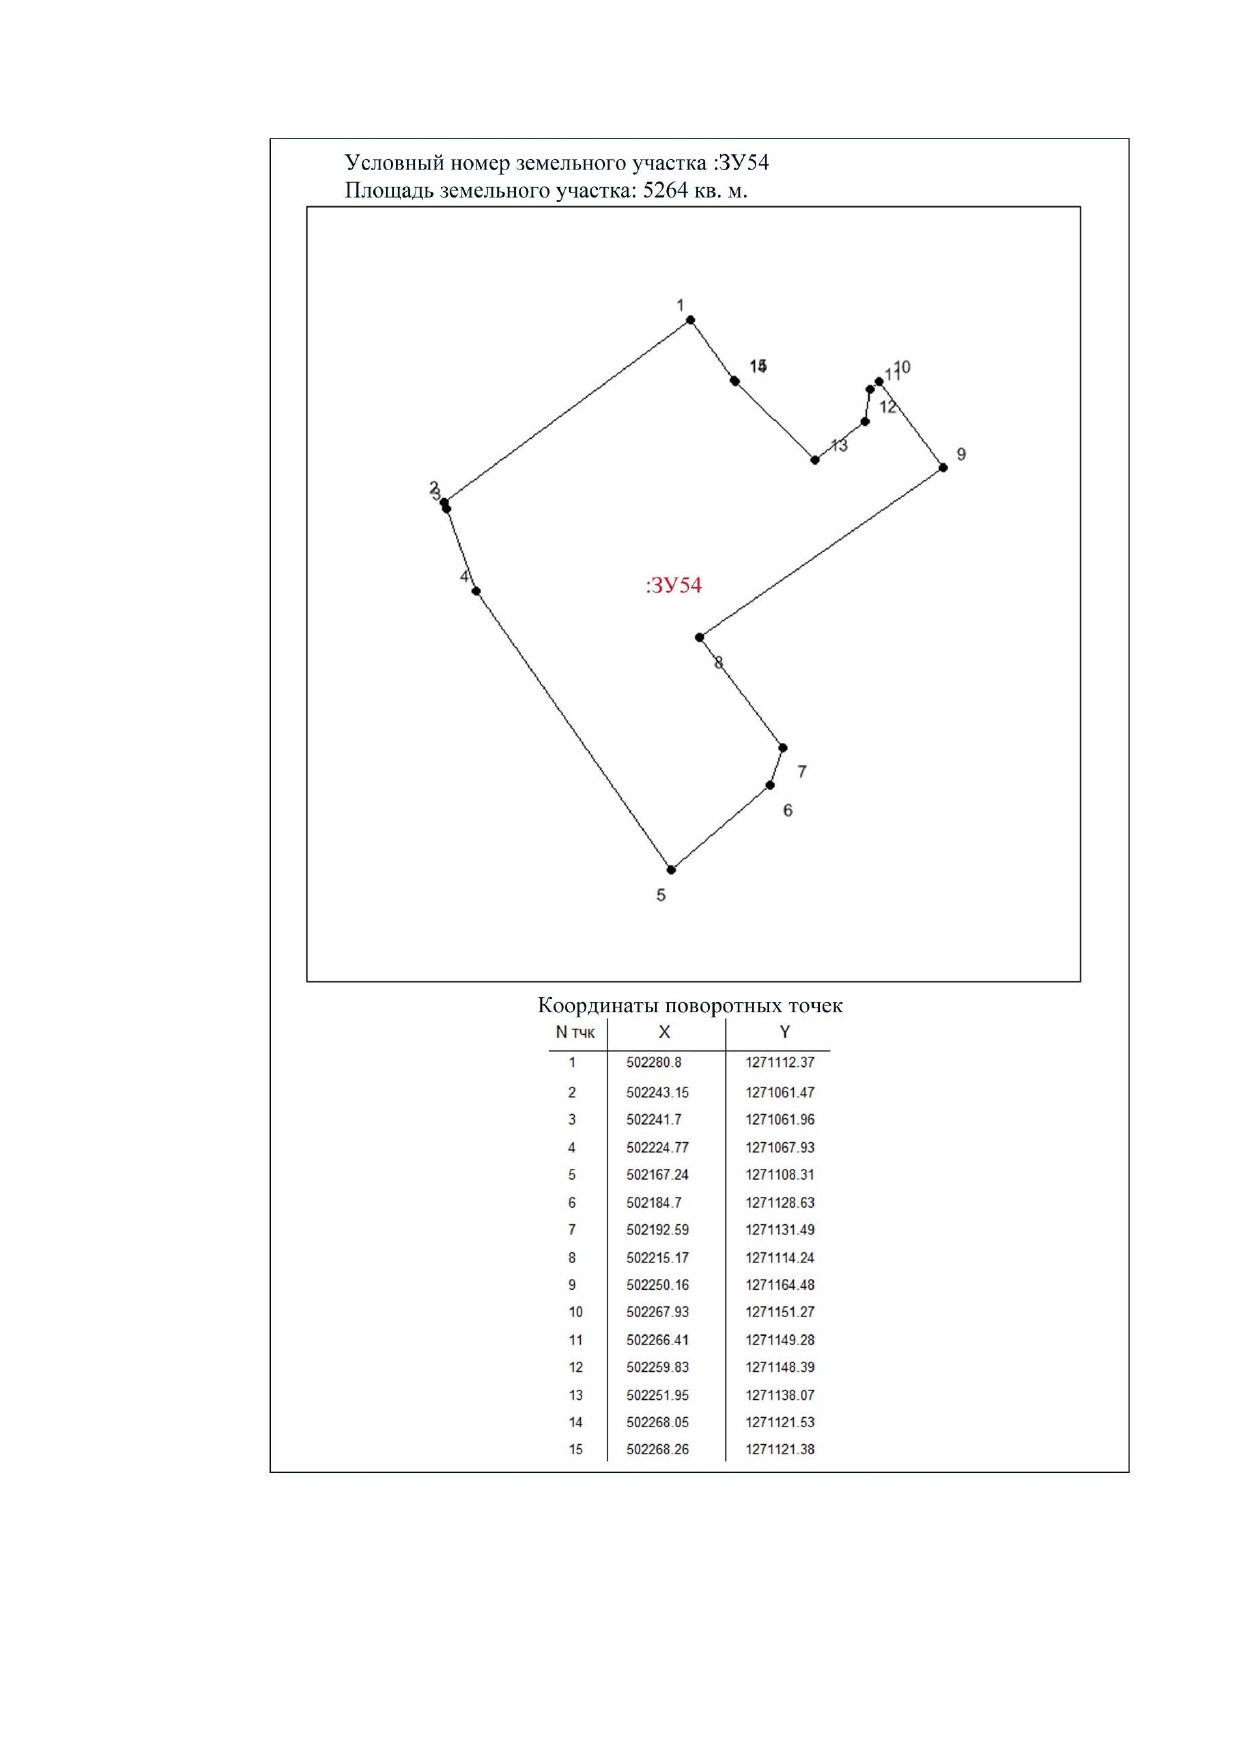 Условный номер земельного участка :ЗУ54
Площадь земельного участка: 5264 кв. м.
1
15
14
10
11
12
13
9
2
3
4
:ЗУ54
8
7
6
5
Координаты поворотных точек
N тчк X Y
1 502280.8 1271112.37
2 502243.15 1271061.47
3 502241.7 1271061.96
4 502224.77 1271067.93
5 502167.24 1271108.31
6 502184.7 1271128.63
7 502192.59 1271131.49
8 502215.17 1271114.24
9 502250.16 1271164.48
10 502267.93 1271151.27
11 502266.41 1271149.28
12 502259.83 1271148.39
13 502251.95 1271138.07
14 502268.05 1271121.53
15 502268.26 1271121.38